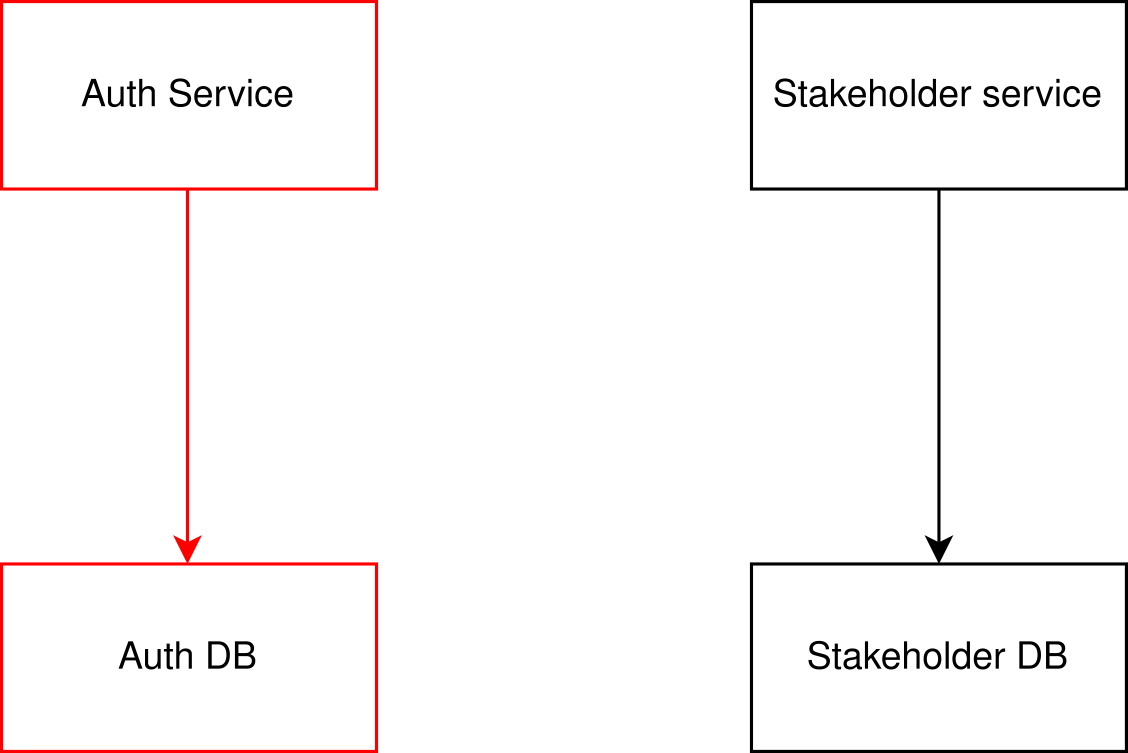 Auth Service
Stakeholder service
Auth DB
Stakeholder DB